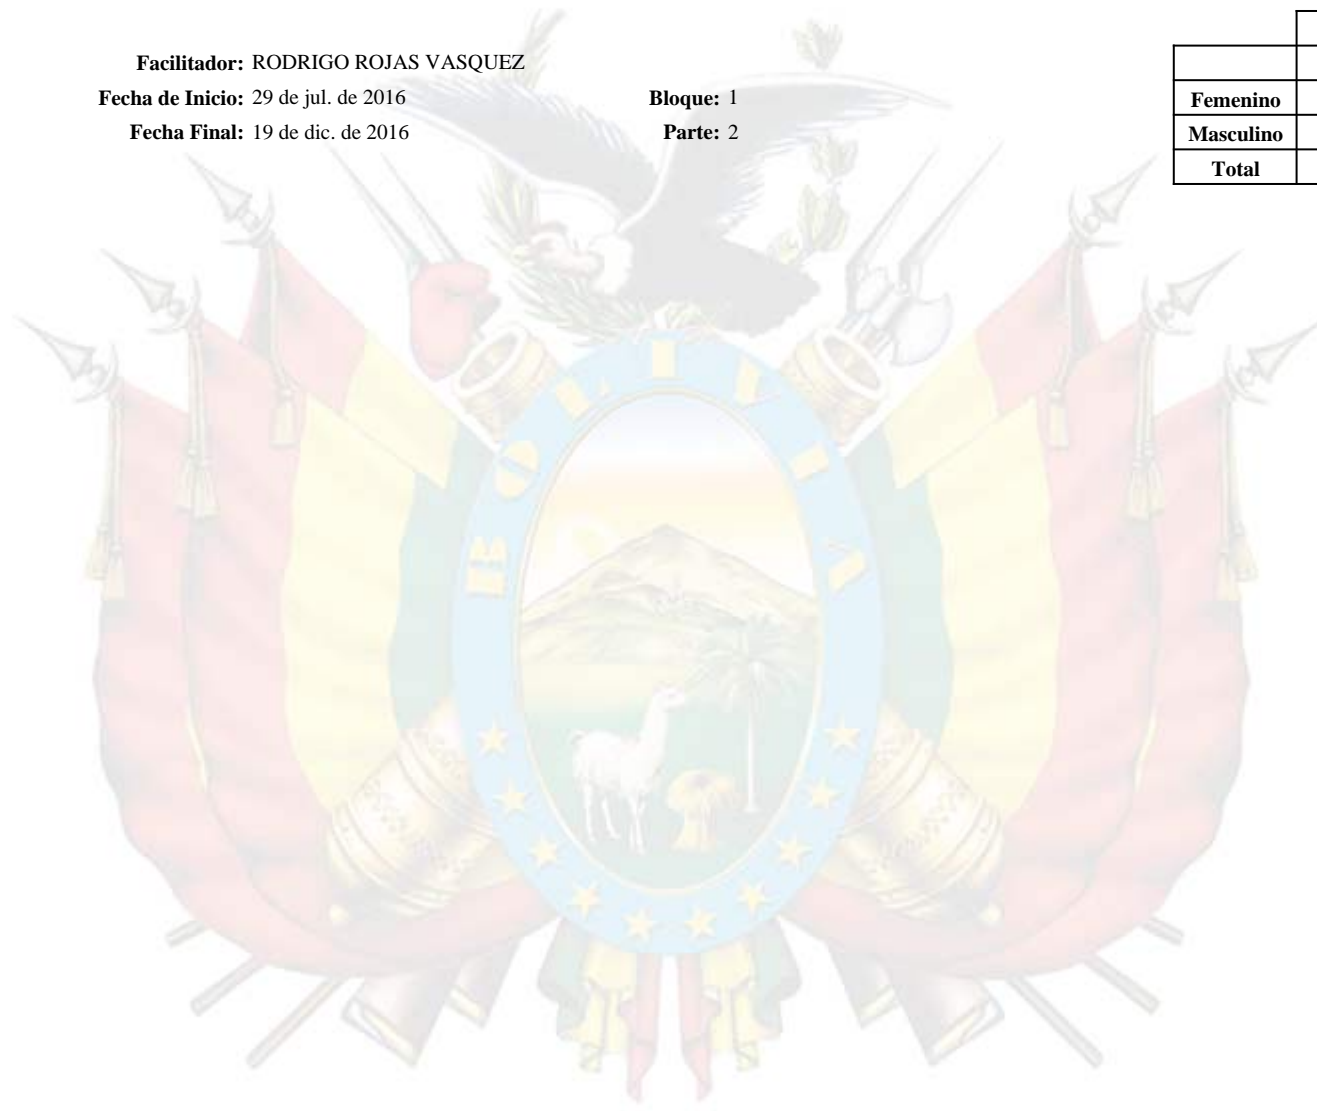 Facilitador: RODRIGO ROJAS VASQUEZ
Fecha de Inicio: 29 de jul. de 2016 Bloque: 1
Fecha Final: 19 de dic. de 2016 Parte: 2
Femenino
Masculino
Total
BOLIVIA